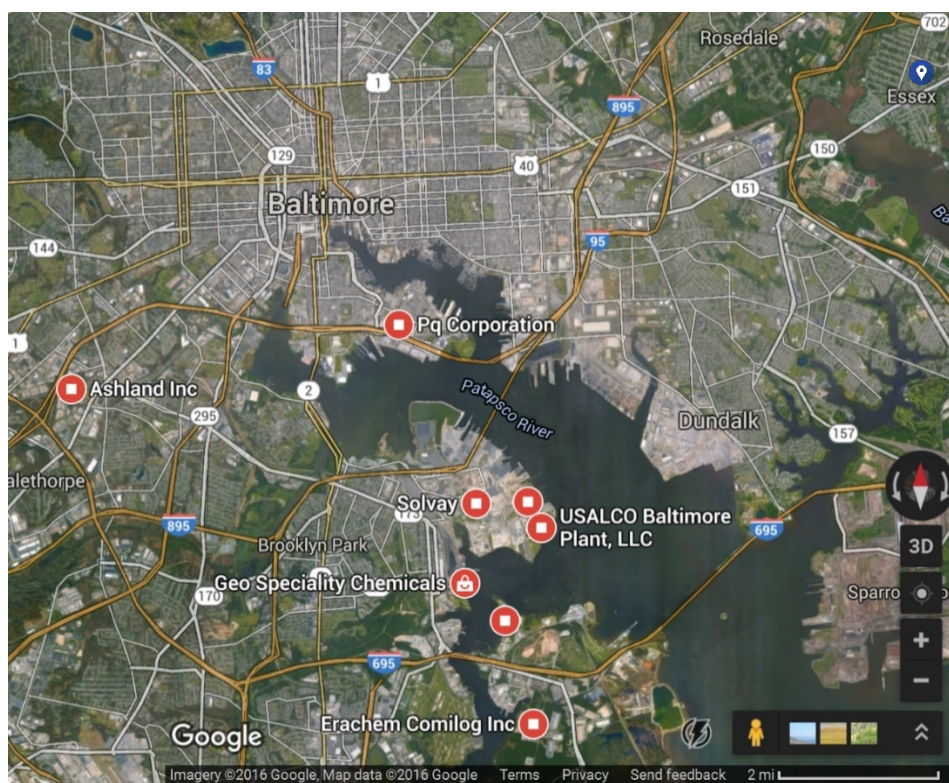 702
Rosedale
83
1
Essex
895
129
40
150
151
Baltimore
144
95
Pq Corporation
1
Ashland Inc
2
Patapsco River
295
Dundalk
157
alethorpe
Solvay
173
USALCO Baltimore
Plant, LLC
895
695
Brooklyn Park
3D
Geo Speciality Chemicals
170
Sparro
695
Erachem Comilog Inc
Google
Imagery ©2016 Google, Map data ©2016 Google Terms Privacy Send feedback 2 mi